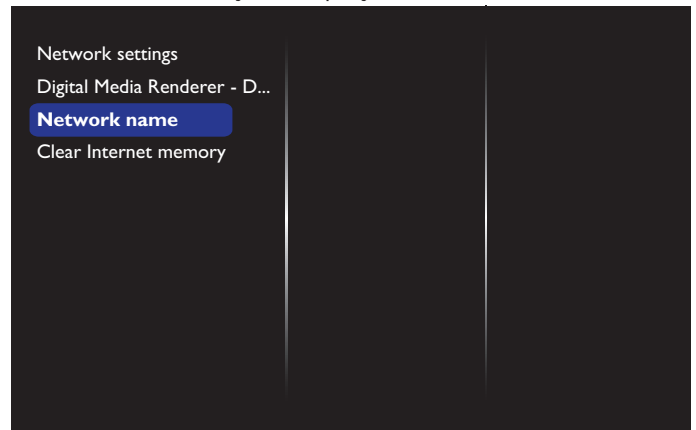 Network settings
Digital Media Renderer - D...
Network name
Clear Internet memory